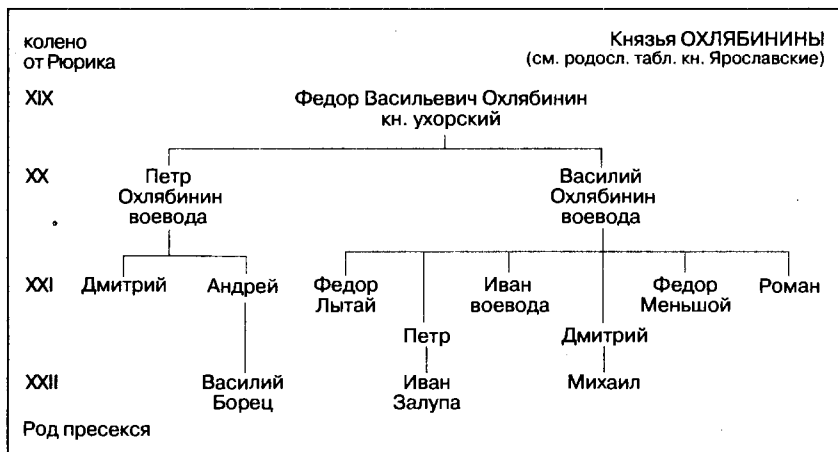 колено
от Рюрика
Князья ОХЛЯБИНИНЫ
(см. родосл. табл. кн. Ярославские)
XIX
Федор Васильевич Охлябинин
кн. ухорский
XX
Петр
Охлябинин
воевода
Василий
Охлябинин
воевода
XXI
Дмитрий
Андрей
Федор
Лытай
Иван
воевода
Федор
Меньшой
Роман
Петр
Дмитрий
XXII
Василий
Борец
Иван
Залупа
Михаил
Род пресекся